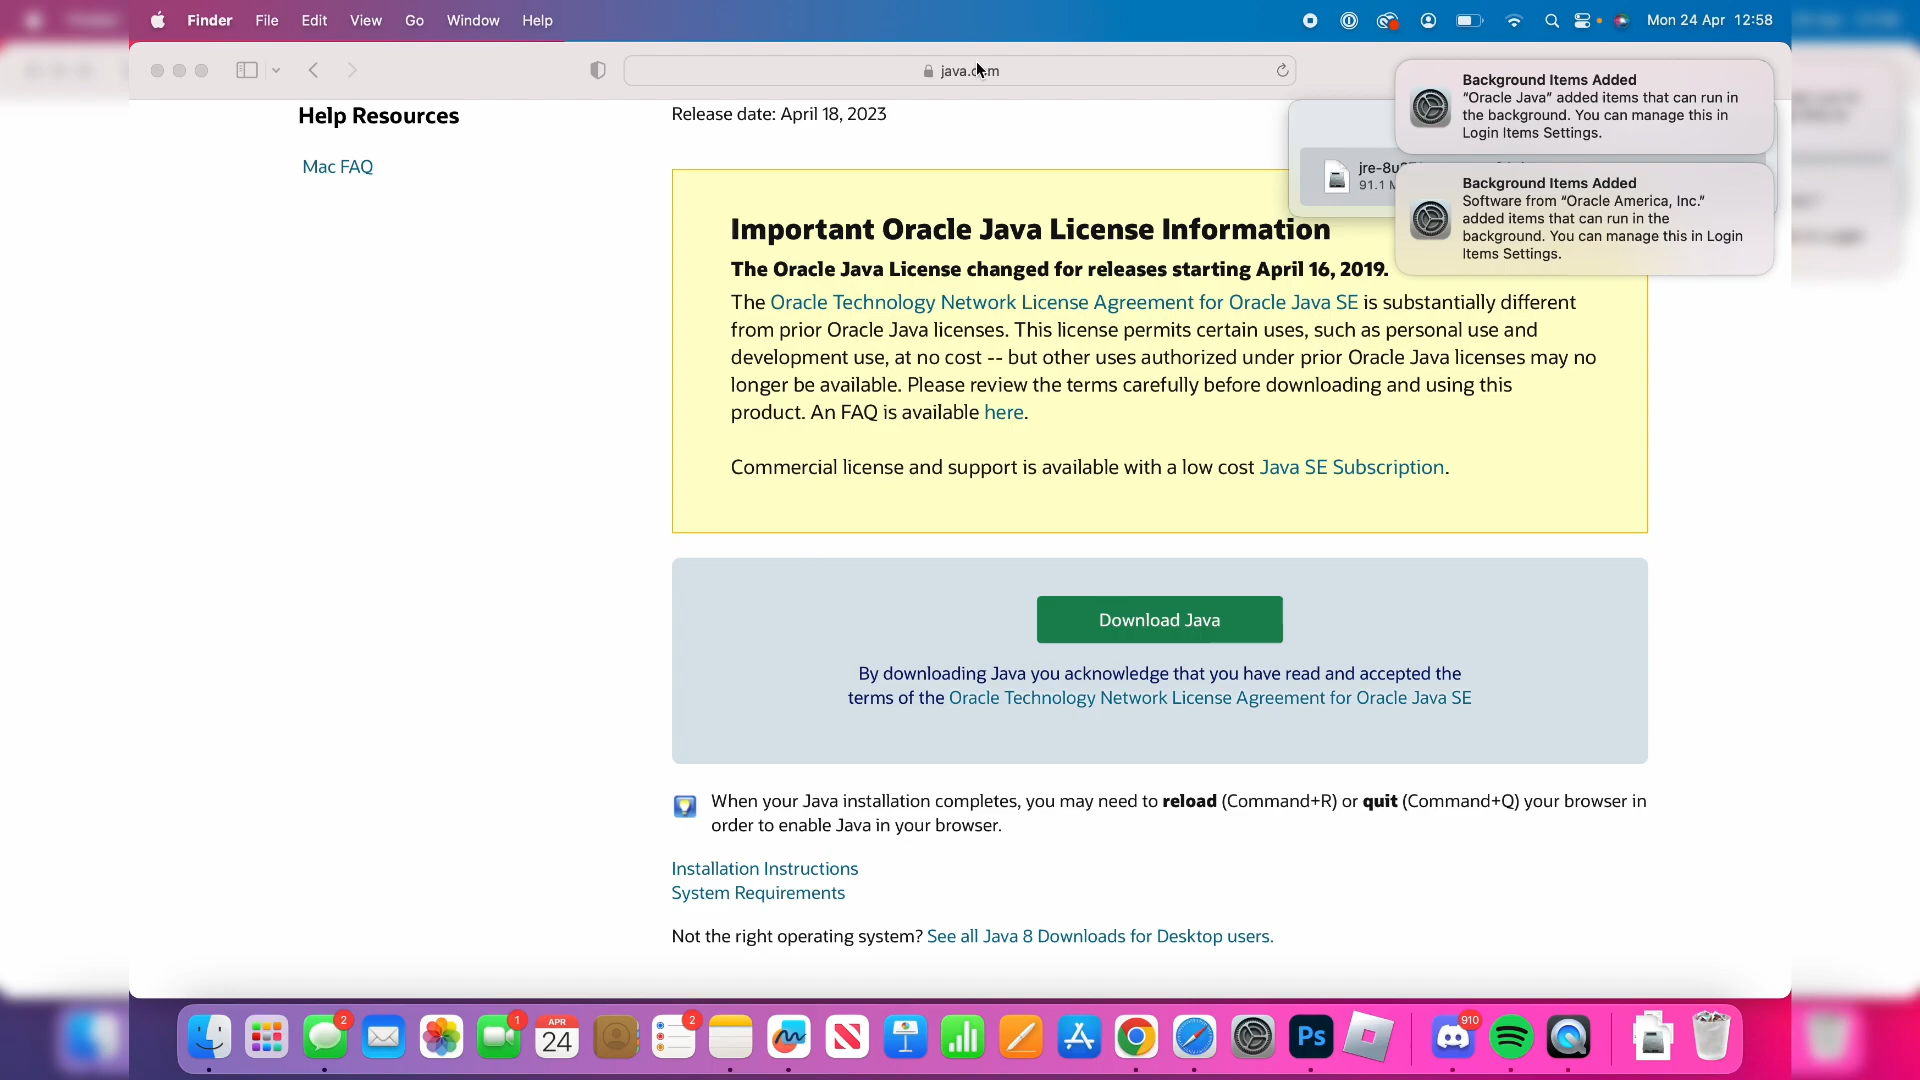 Finder File Edit View Go Window Help
Mon 24 Apr 12:58
java.
Background Items Added
"Oracle Java" added items that can run in
the background. You can manage this in
Login Items Settings.
Background Items Added
Software from "Oracle America, Inc."
added items that can run in the
background. You can manage this in Login
Items Settings.
jre-8u
91.1 M
Help Resources
Mac FAQ
Release date: April 18, 2023
Important Oracle Java License Information
The Oracle Java License changed for releases starting April 16, 2019.
The Oracle Technology Network License Agreement for Oracle Java SE is substantially different
from prior Oracle Java licenses. This license permits certain uses, such as personal use and
development use, at no cost -- but other uses authorized under prior Oracle Java licenses may no
longer be available. Please review the terms carefully before downloading and using this
product. An FAQ is available here.
Commercial license and support is available with a low cost Java SE Subscription.
Download Java
By downloading Java you acknowledge that you have read and accepted the
terms of the Oracle Technology Network License Agreement for Oracle Java SE
When your Java installation completes, you may need to reload (Command+R) or quit (Command+Q) your browser in
order to enable Java in your browser.
Installation Instructions
System Requirements
Not the right operating system? See all Java 8 Downloads for Desktop users.
2 1 APR 24 2 Ps 910